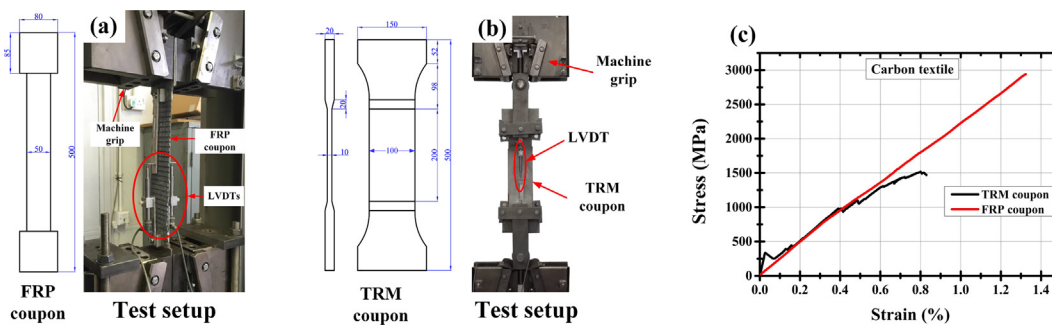 80
85
50
500
FRP
coupon
(a)
Machine
grip
FRP
coupon
LVDTs
Test setup
20
150
52
98
20
10
100
200
500
TRM
coupon
(b)
Machine
grip
LVDT
TRM
coupon
Test setup
(c)
Carbon textile
Stress (MPa)
3000
2500
2000
1500
1000
500
0
0.0 0.2 0.4 0.6 0.8 1.0 1.2 1.4
Strain (%)
TRM coupon
FRP coupon